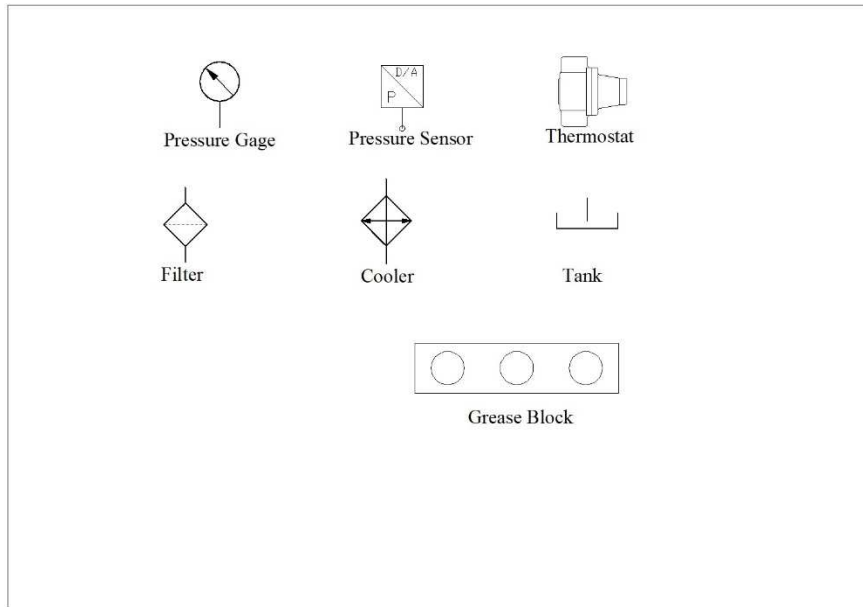 D/A
P
Pressure Gage
Pressure Sensor
Thermostat
Filter
Cooler
Tank
Grease Block